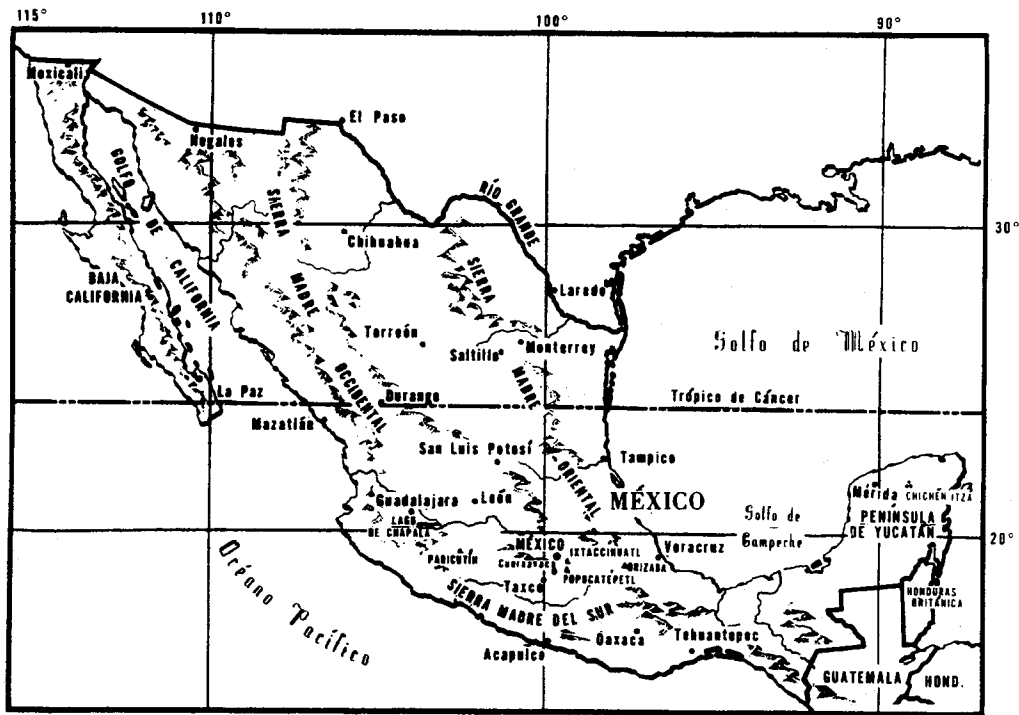 115°
110°
100°
90°
Mexicali
El Paso
Nogales
GOLFO DE CALIFORNIA
SIERRA MADRE OCCIDENTAL
RÍO GRANDE
30°
Chihuahua
SIERRA MADRE ORIENTAL
BAJA
CALIFORNIA
Laredo
Torreón
Saltillo
Monterrey
Golfo de México
La Paz
Durango
Trópico de Cáncer
Mazatlán
San Luis Potosí
Tampico
MÉXICO
Guadalajara
León
Mérida
CHICHÉN ITZÁ
LAGO
DE CHAPALA
Golfo de
Campeche
PENÍNSULA
DE YUCATÁN
20°
MÉXICO
IXTACCIHUATL
Veracruz
PARICUTÍN
Cuernavaca
POPOCATEPETL
ORIZABA
Taxco
HONDURAS
BRITÁNICA
Océano Pacífico
SIERRA MADRE DEL SUR
Oaxaca
Tehuantepec
Acapulco
GUATEMALA
HOND.